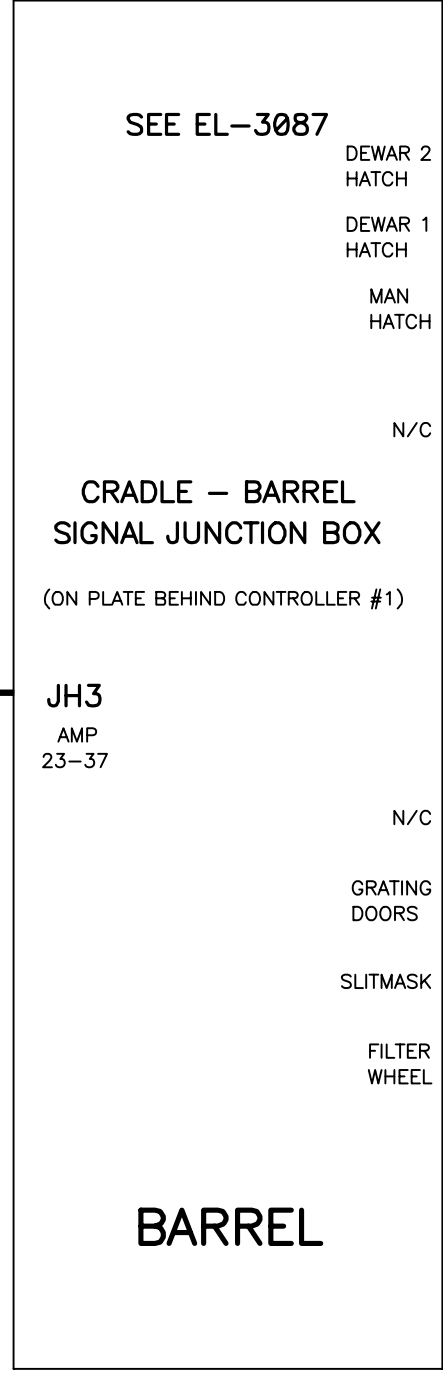 SEE EL-3087
DEWAR 2
HATCH
DEWAR 1
HATCH
MAN
HATCH
N/C
CRADLE - BARREL
SIGNAL JUNCTION BOX
(ON PLATE BEHIND CONTROLLER #1)
JH3
AMP
23-37
N/C
GRATING
DOORS
SLITMASK
FILTER
WHEEL
BARREL